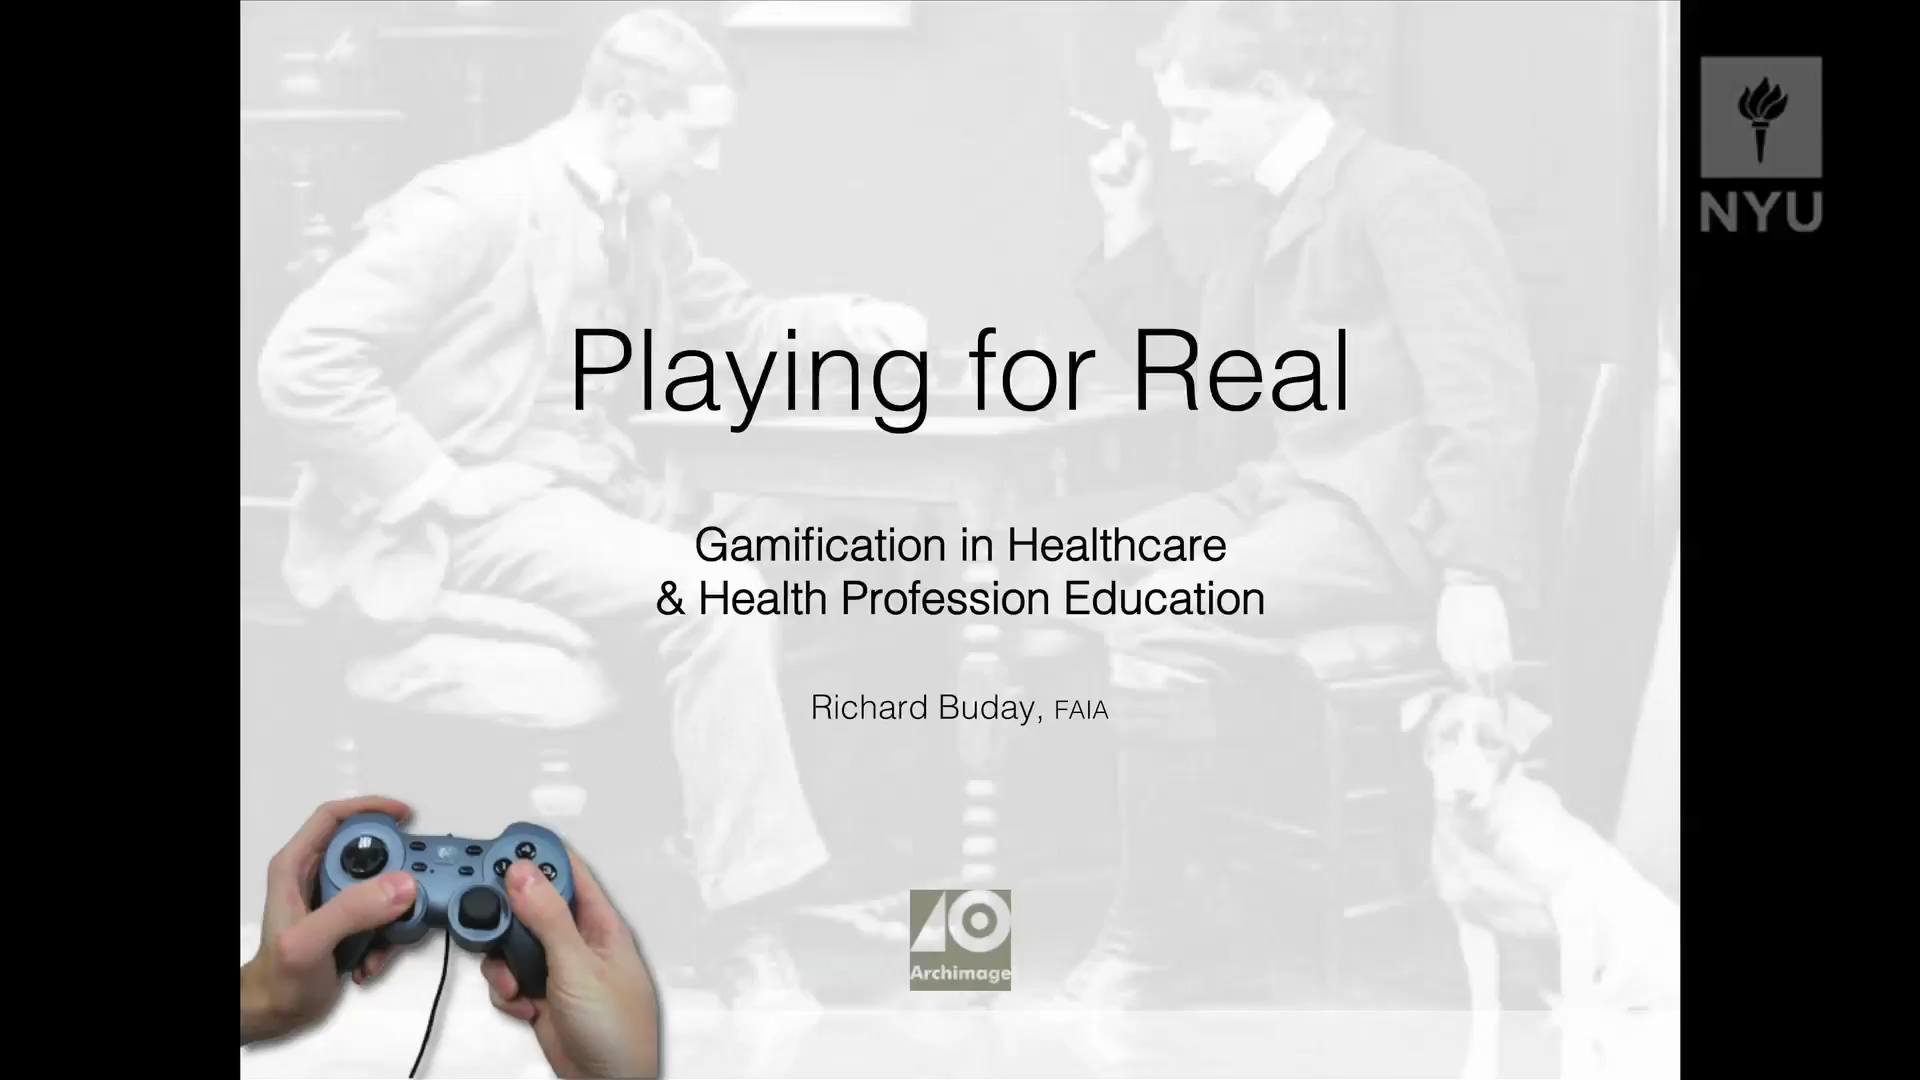 NYU
Playing for Real
Gamification in Healthcare
& Health Profession Education
Richard Buday, FAIA
Archimage